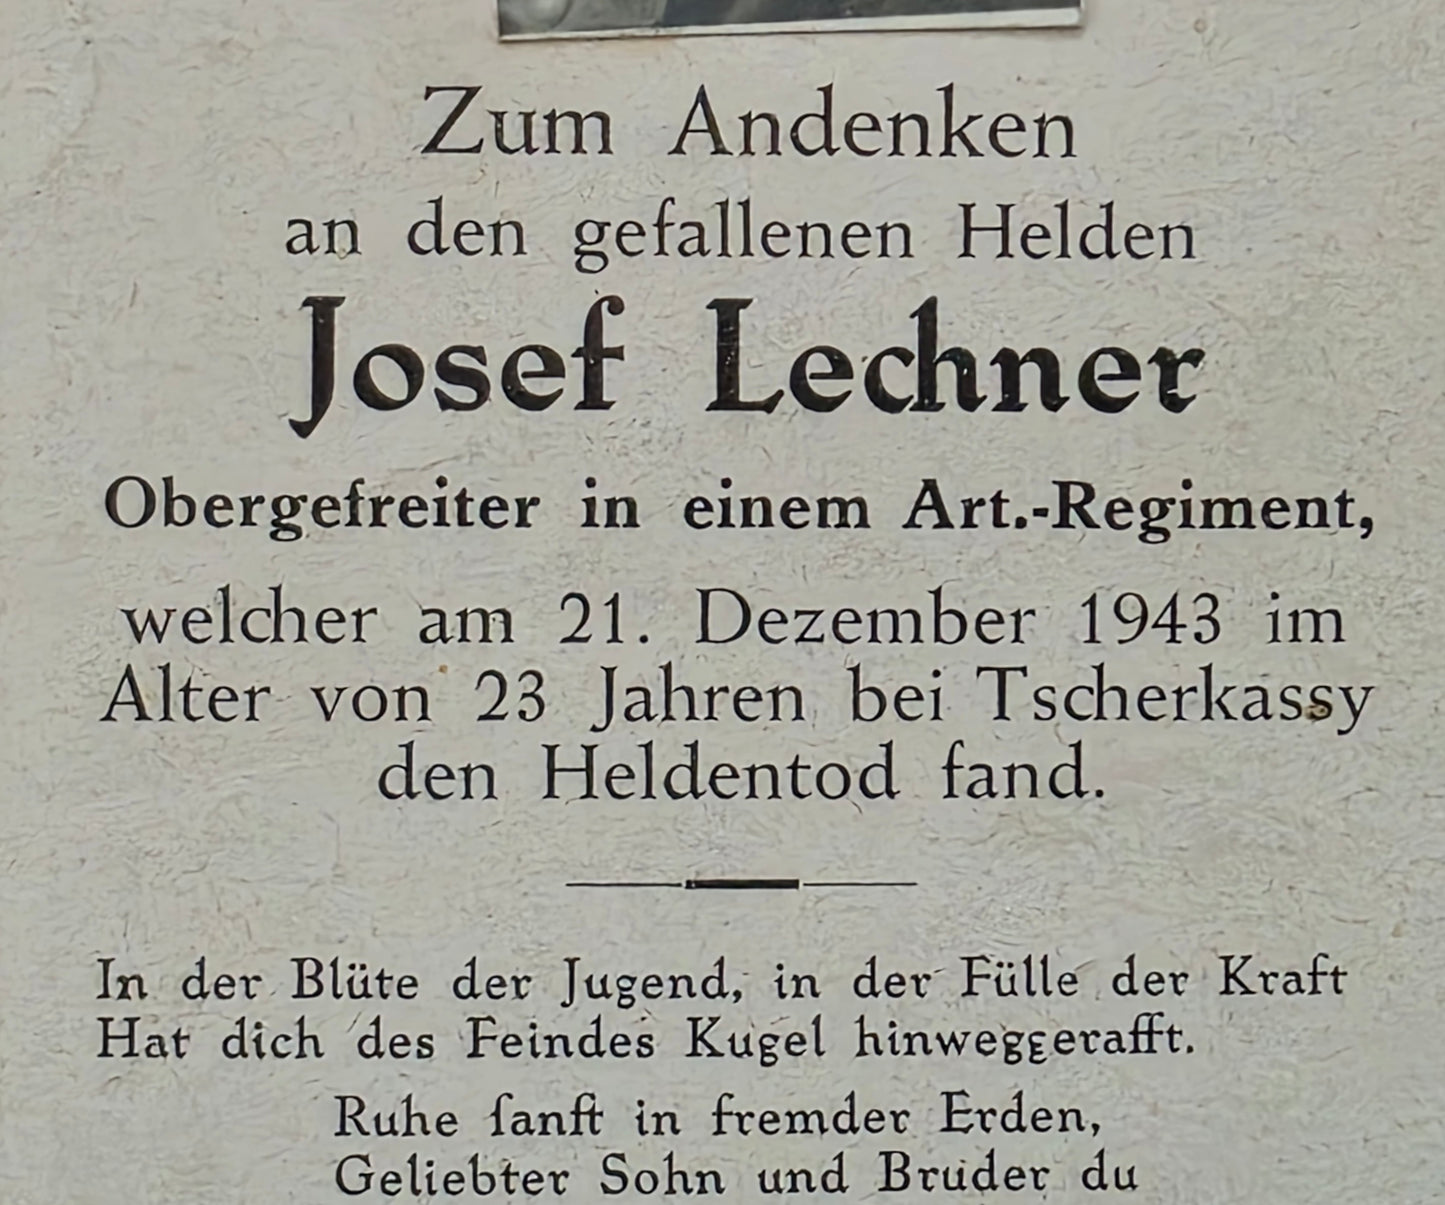 Zum Andenken
an den gefallenen Helden
Josef Lechner
Obergefreiter in einem Art.-Regiment,
welcher am 21. Dezember 1943 im
Alter von 23 Jahren bei Tscherkassy
den Heldentod fand.
In der Blüte der Jugend, in der Fülle der Kraft
Hat dich des Feindes Kugel hinweggerafft.
Ruhe ſanft in fremder Erden,
Geliebter Sohn und Bruder du